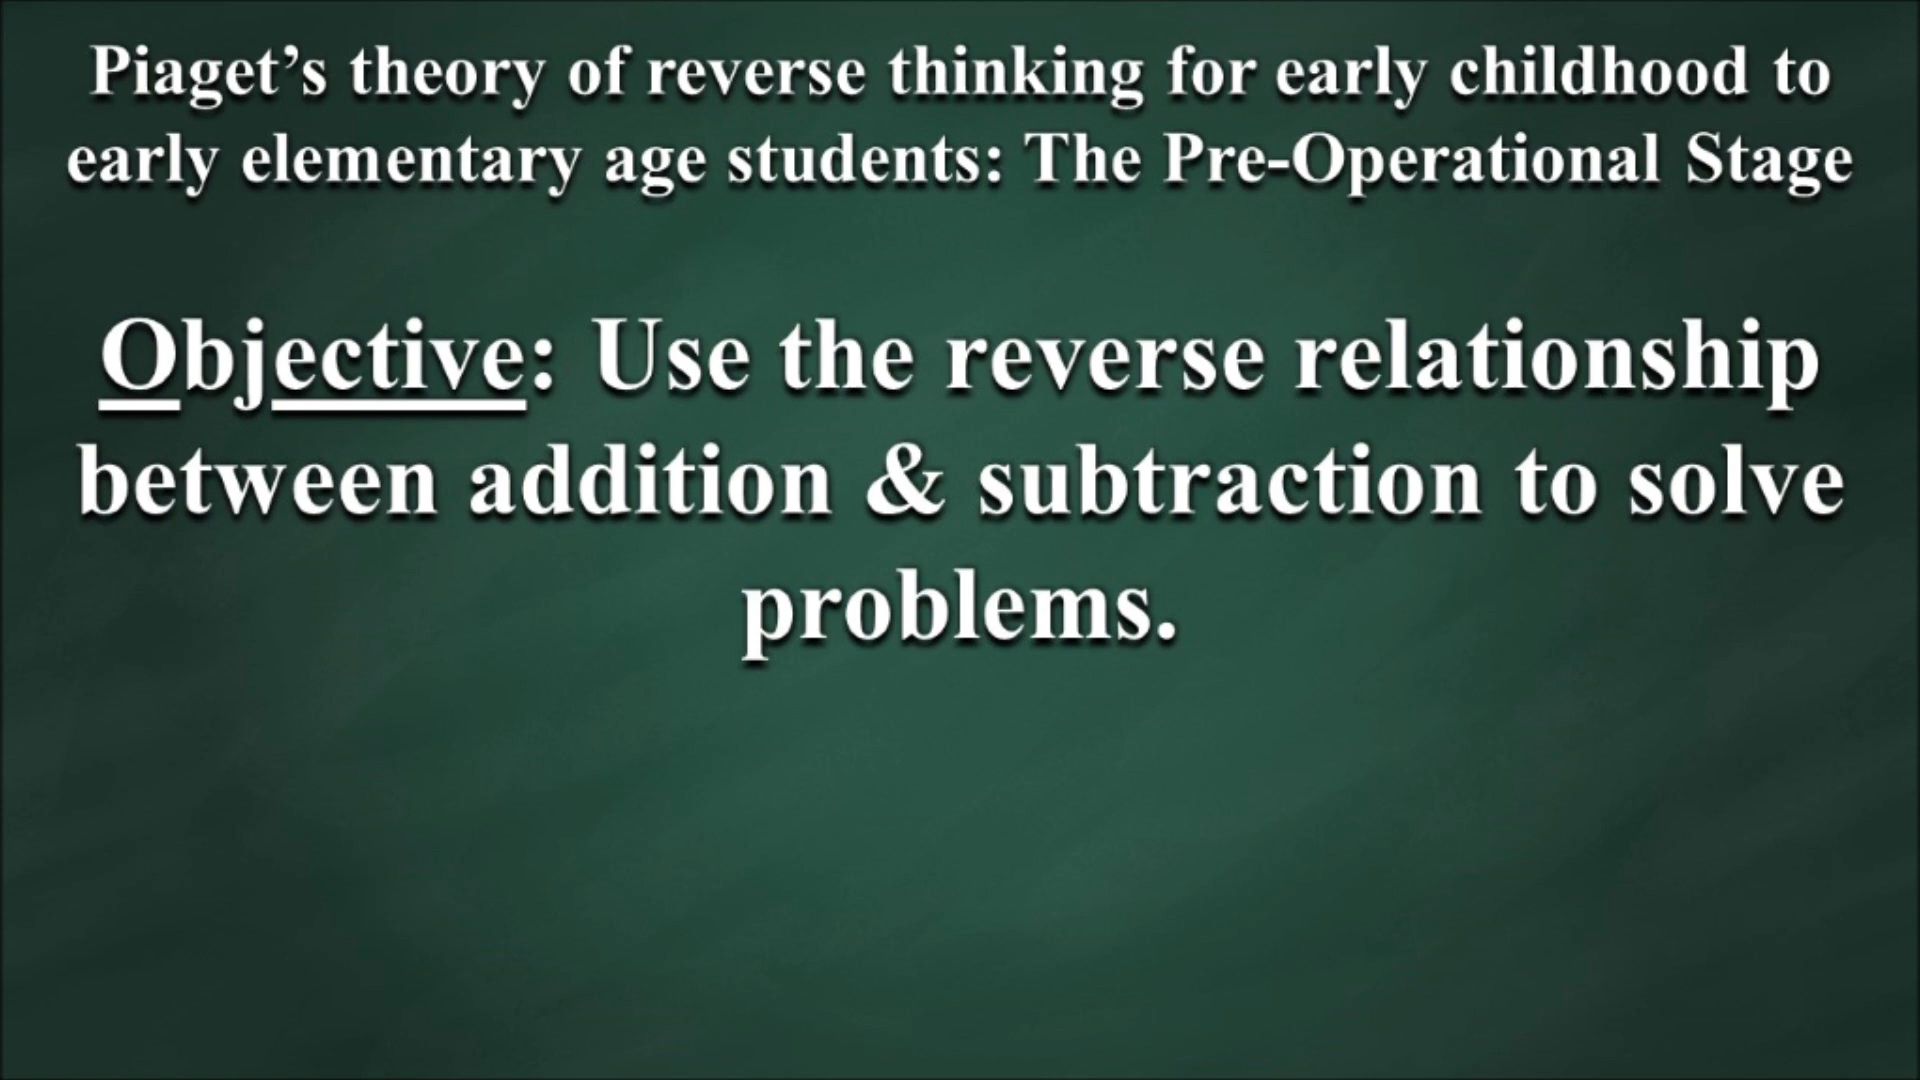 Piaget’s theory of reverse thinking for early childhood to
early elementary age students: The Pre-Operational Stage
Objective: Use the reverse relationship
between addition & subtraction to solve
problems.